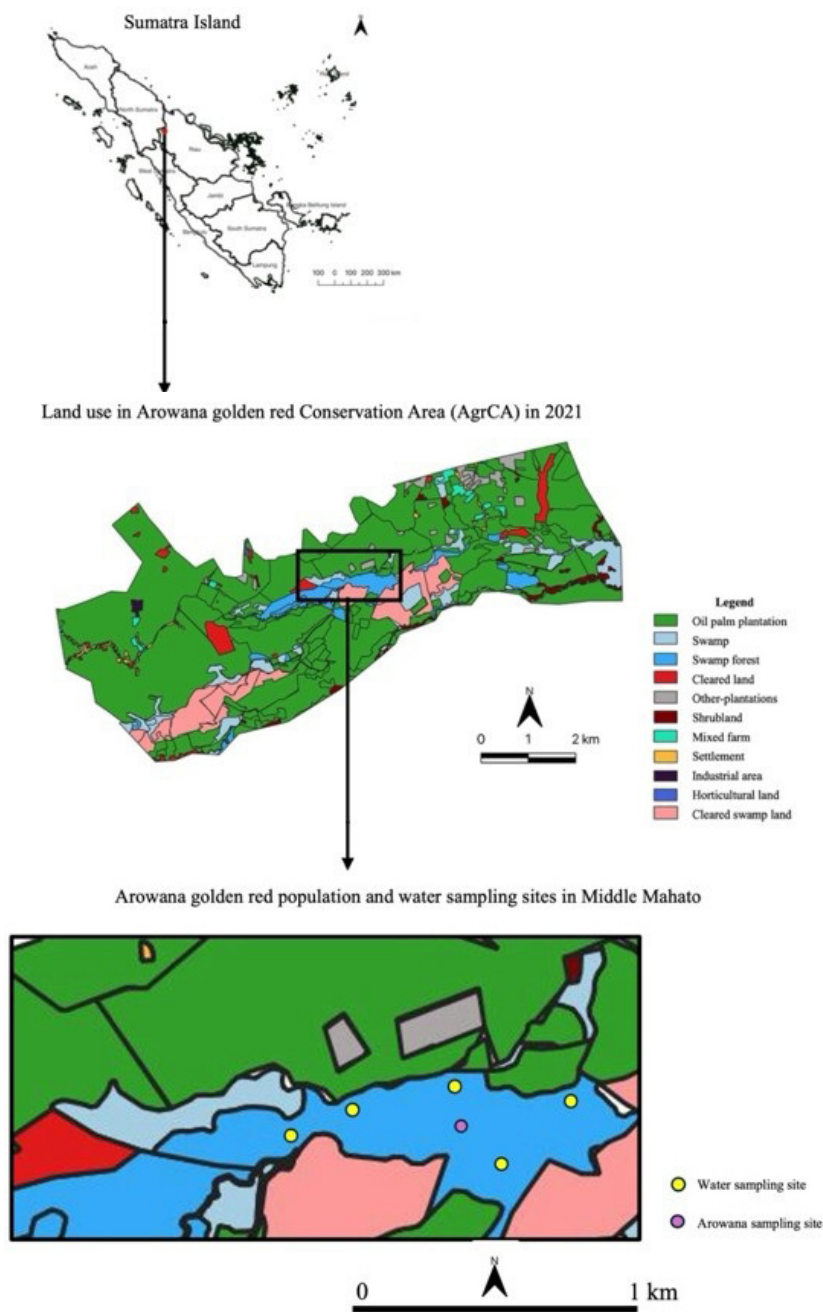 Sumatra Island
Aceh
North Sumatra
Riau
West Sumatra
Jambi
Bangka Belitung Island
South Sumatra
Bengkulu
Lampung
100 0 100 200 300 km
Land use in Arowana golden red Conservation Area (AgrCA) in 2021
Legend
Oil palm plantation
Swamp
Swamp forest
Cleared land
Other-plantations
Shrubland
Mixed farm
Settlement
Industrial area
Horticultural land
Cleared swamp land
N
0 1 2 km
Arowana golden red population and water sampling sites in Middle Mahato
Water sampling site
Arowana sampling site
N
0 1 km